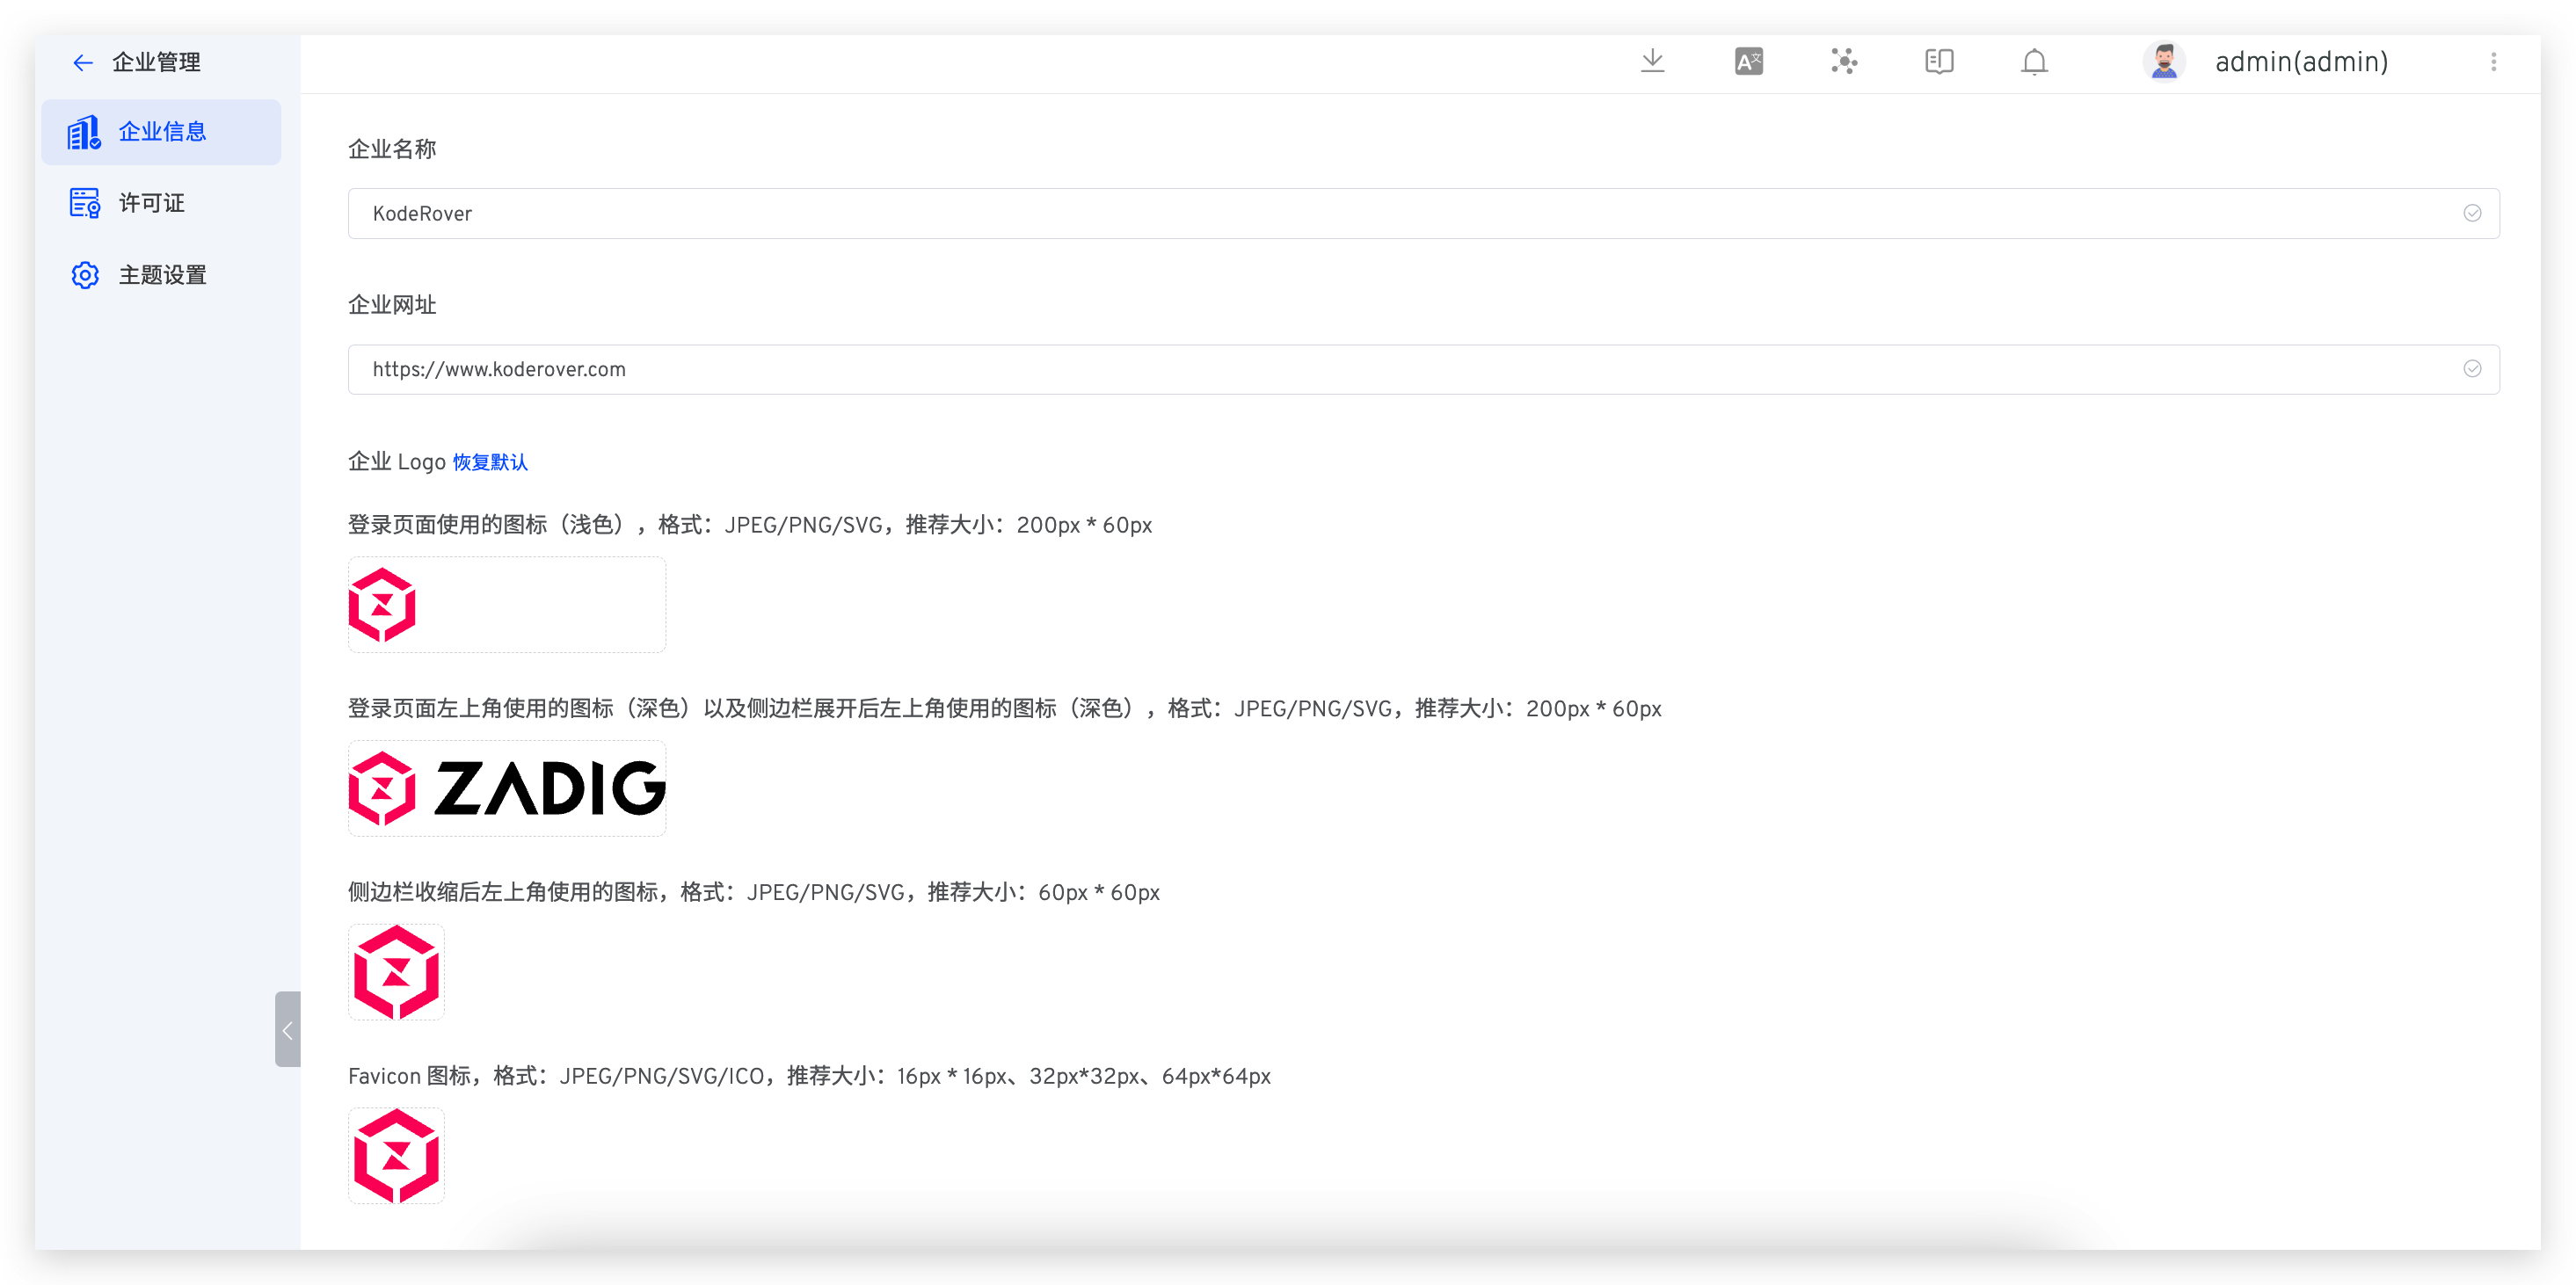 企业管理
admin(admin)
企业信息
许可证
主题设置
企业名称
KodeRover
企业网址
https://www.koderover.com
企业 Logo 恢复默认
登录页面使用的图标（浅色），格式：JPEG/PNG/SVG，推荐大小：200px * 60px
登录页面左上角使用的图标（深色）以及侧边栏展开后左上角使用的图标（深色），格式：JPEG/PNG/SVG，推荐大小：200px * 60px
ZADIG
侧边栏收缩后左上角使用的图标，格式：JPEG/PNG/SVG，推荐大小：60px * 60px
Favicon 图标，格式：JPEG/PNG/SVG/ICO，推荐大小：16px * 16px、32px*32px、64px*64px